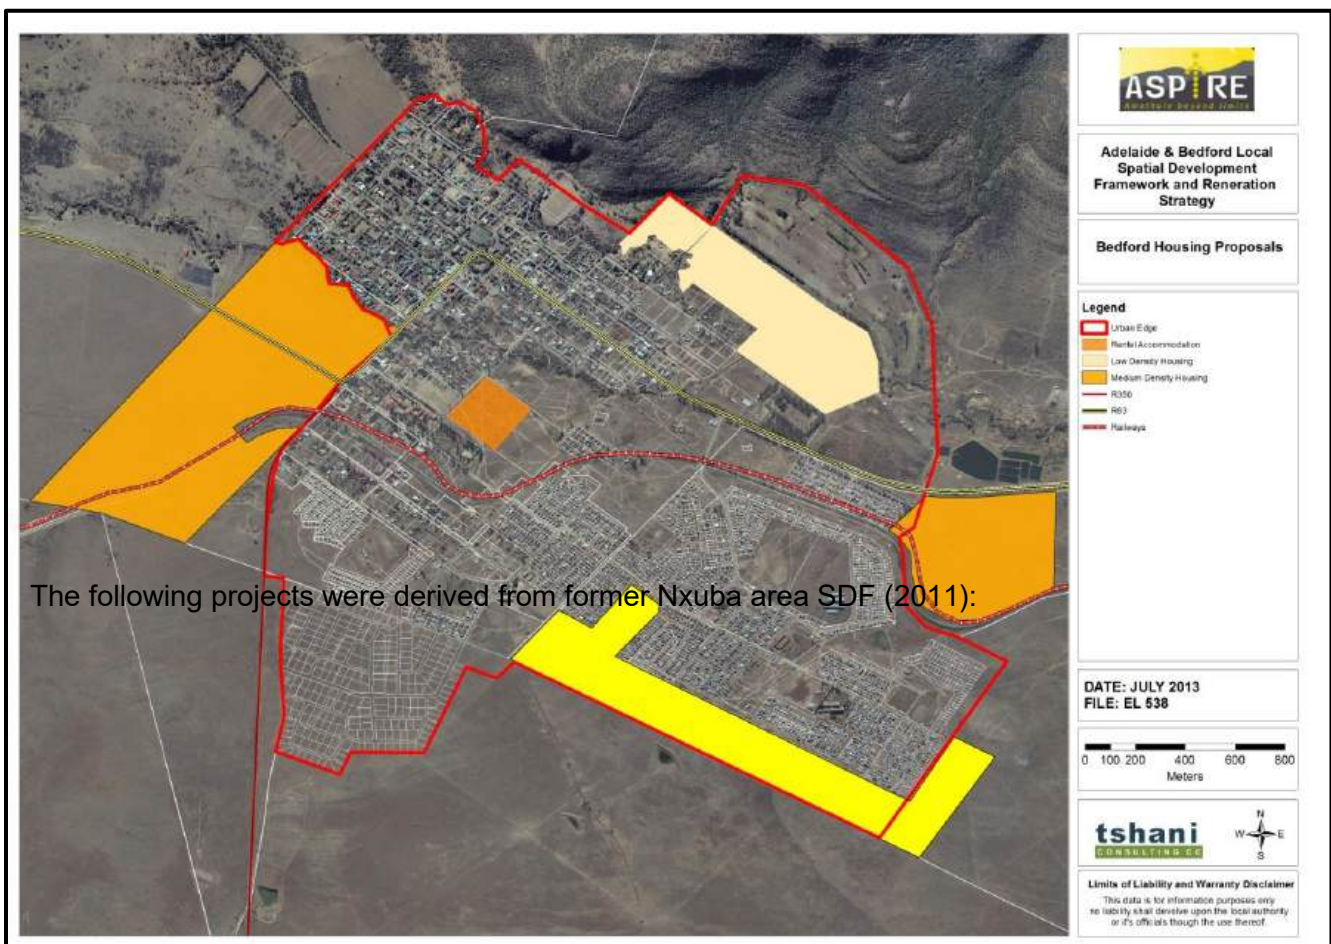 ASPIRE
Amathole beyond limits
Adelaide & Bedford Local
Spatial Development
Framework and Reneration
Strategy
Bedford Housing Proposals
Legend
Urban Edge
Rental Accommodation
Low Density Housing
Medium Density Housing
R350
R63
Railways
The following projects were derived from former Nxuba area SDF (2011):
DATE: JULY 2013
FILE: EL 538
0 100 200 400 600 800
Meters
tshani
CONSULTING CC
N
W E
S
Limits of Liability and Warranty Disclaimer
This data is for information purposes only
no liability shall devolve upon the local authority
or it's officials though the use thereof.